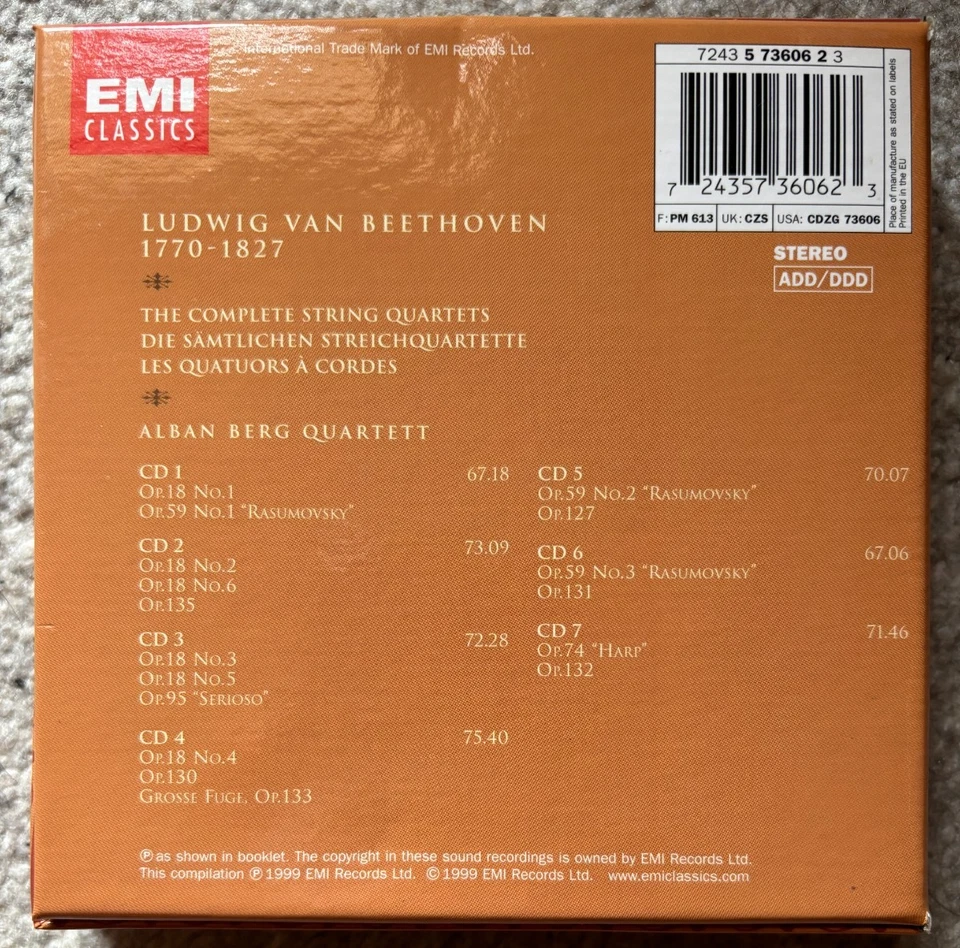 International Trade Mark of EMI Records Ltd.
EMI
CLASSICS
7243 5 73606 2 3
7 24357 36062 3
F: PM 613 UK: CZS USA: CDZG 73606
Place of manufacture as stated on labels
Printed in the EU
STEREO
ADD/DDD
LUDWIG VAN BEETHOVEN
1770-1827
THE COMPLETE STRING QUARTETS
DIE SÄMTLICHEN STREICHQUARTETTE
LES QUATUORS À CORDES
ALBAN BERG QUARTETT
CD 1 67.18
OP.18 NO.1
OP.59 NO.1 “RASUMOVSKY”
CD 2 73.09
OP.18 NO.2
OP.18 NO.6
OP.135
CD 3 72.28
OP.18 NO.3
OP.18 NO.5
OP.95 “SERIOSO”
CD 4 75.40
OP.18 NO.4
OP.130
GROSSE FUGE, OP.133
CD 5 70.07
OP.59 NO.2 “RASUMOVSKY”
OP.127
CD 6 67.06
OP.59 NO.3 “RASUMOVSKY”
OP.131
CD 7 71.46
OP.74 “HARP”
OP.132
℗ as shown in booklet. The copyright in these sound recordings is owned by EMI Records Ltd.
This compilation ℗ 1999 EMI Records Ltd. © 1999 EMI Records Ltd. www.emiclassics.com